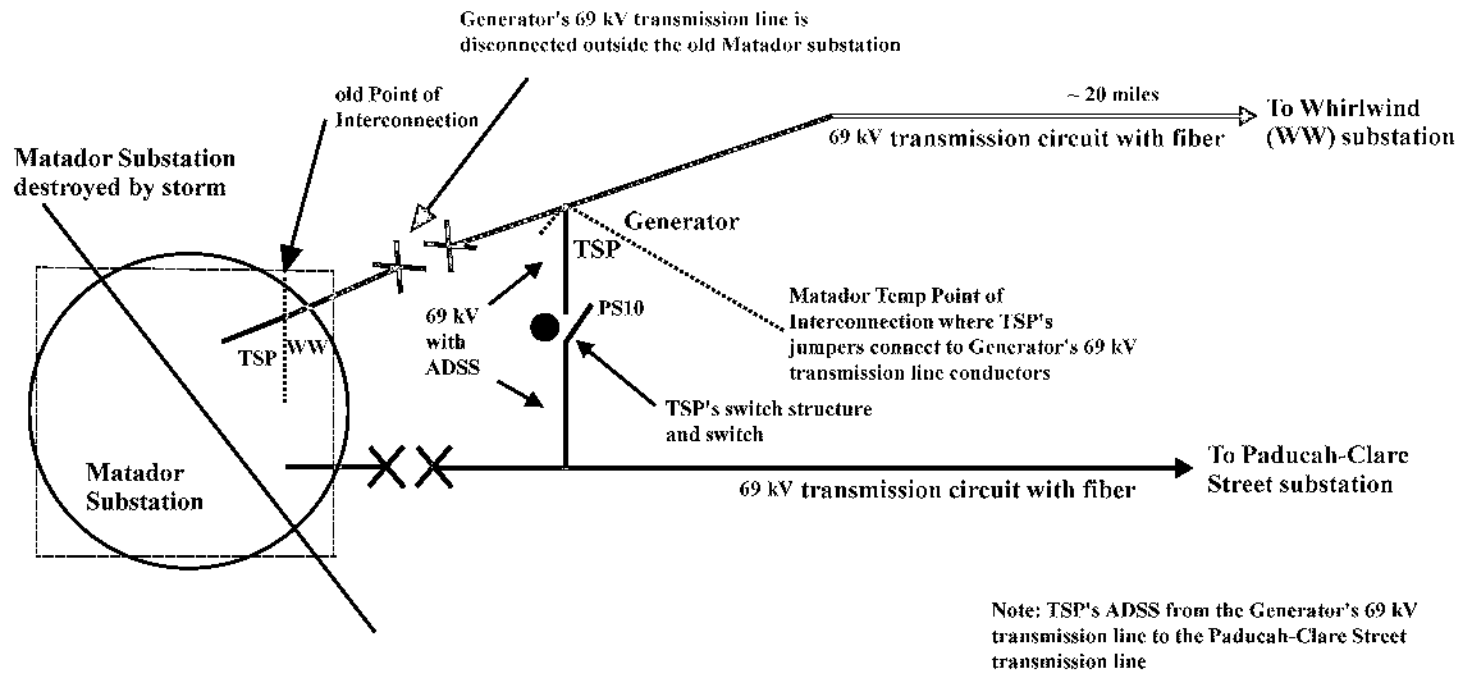 Generator's 69 kV transmission line is
disconnected outside the old Matador substation
old Point of
Interconnection
~ 20 miles
To Whirlwind
(WW) substation
69 kV transmission circuit with fiber
Matador Substation
destroyed by storm
Generator
TSP
69 kV
with
ADSS
PS10
Matador Temp Point of
Interconnection where TSP's
jumpers connect to Generator's 69 kV
transmission line conductors
TSP
WW
TSP's switch structure
and switch
Matador
Substation
To Paducah-Clare
Street substation
69 kV transmission circuit with fiber
Note: TSP's ADSS from the Generator's 69 kV
transmission line to the Paducah-Clare Street
transmission line